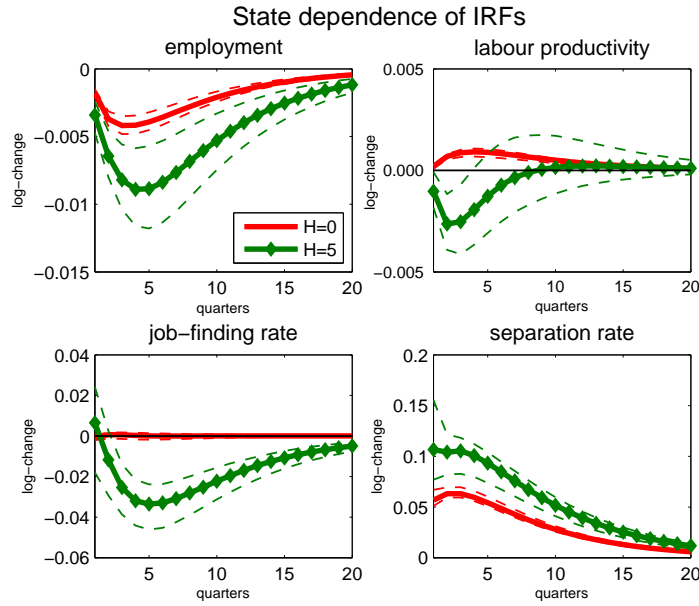 State dependence of IRFs
employment
labour productivity
0
−0.005
−0.01
−0.015
log−change
5
10
15
20
quarters
H=0
H=5
0.005
0.000
−0.005
log−change
5
10
15
20
quarters
job−finding rate
separation rate
0.04
0.02
0
−0.02
−0.04
−0.06
log−change
5
10
15
20
quarters
0.2
0.15
0.1
0.05
0
log−change
5
10
15
20
quarters